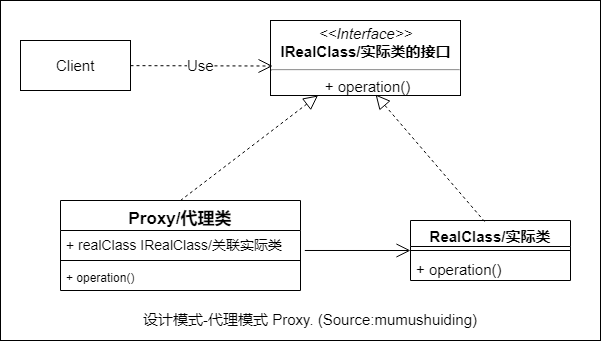 <<Interface>>
IRealClass/实际类的接口
+ operation()
Client
Use
Proxy/代理类
+ realClass IRealClass/关联实际类
+ operation()
RealClass/实际类
+ operation()
设计模式-代理模式 Proxy. (Source:mumushuiding)